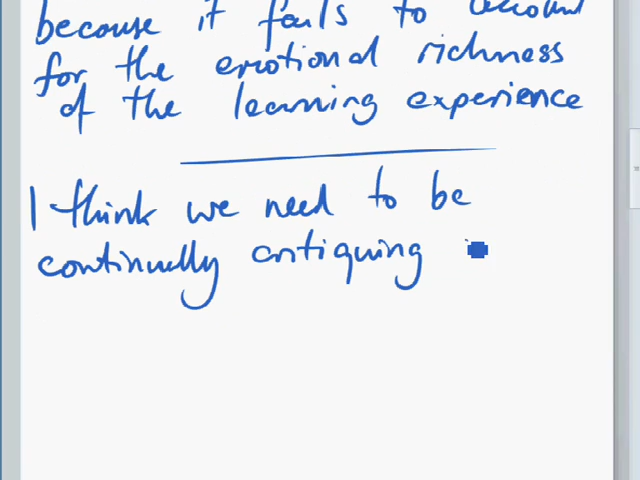 because it fails to account
for the emotional richness
of the learning experience
I think we need to be
continually critiquing